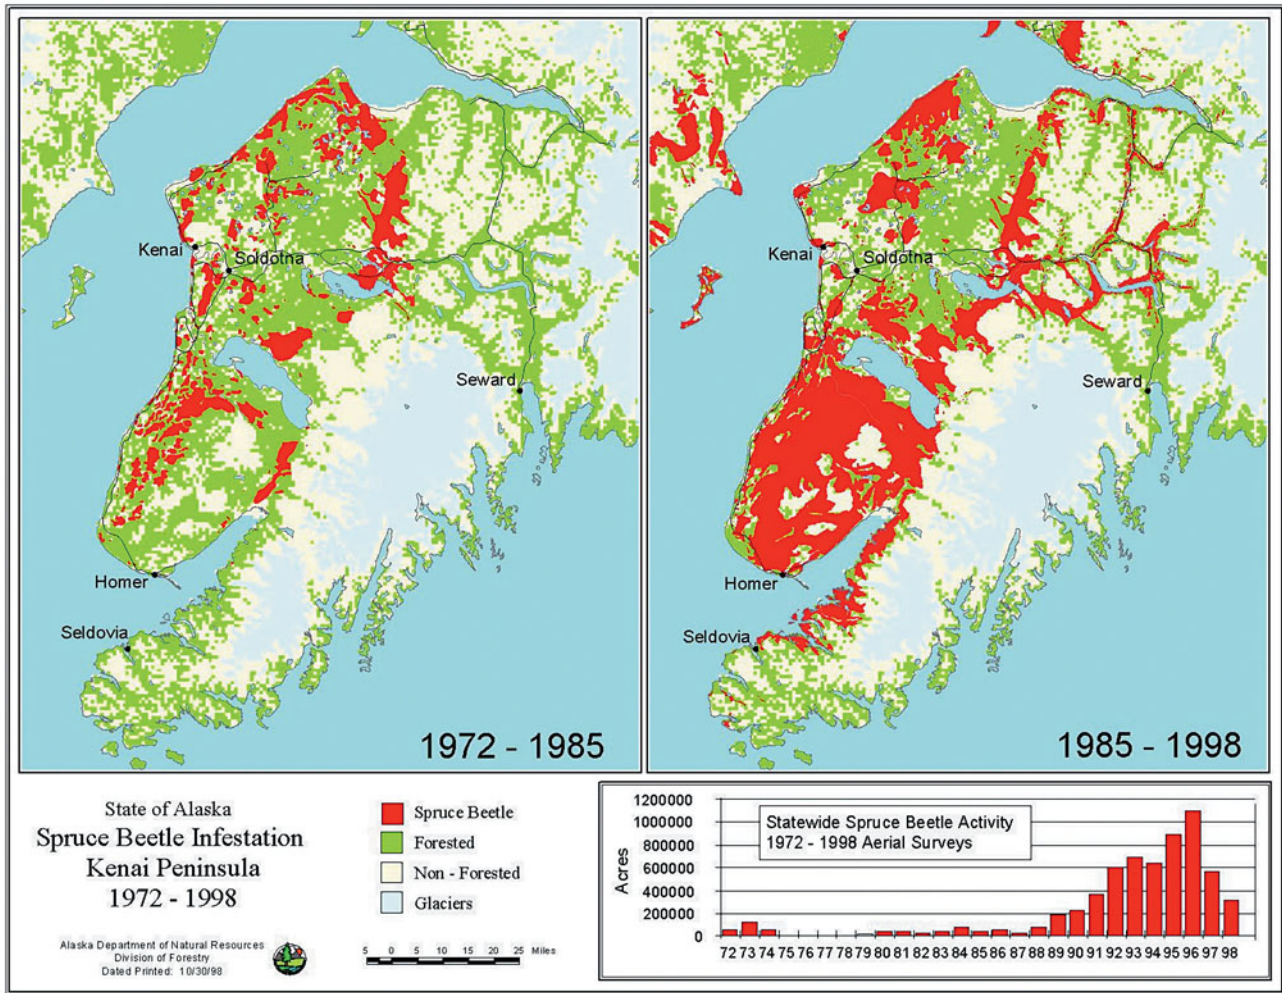 Kenai
Soldotna
Seward
Homer
Seldovia
1972 - 1985
Kenai
Soldotna
Seward
Homer
Seldovia
1985 - 1998
State of Alaska
Spruce Beetle Infestation
Kenai Peninsula
1972 - 1998
Alaska Department of Natural Resources
Division of Forestry
Dated Printed: 10/30/98
Spruce Beetle
Forested
Non - Forested
Glaciers
5 0 5 10 15 20 25 Miles
Statewide Spruce Beetle Activity
1972 - 1998 Aerial Surveys
Acres
1200000
1000000
800000
600000
400000
200000
0
72 73 74 75 76 77 78 79 80 81 82 83 84 85 86 87 88 89 90 91 92 93 94 95 96 97 98